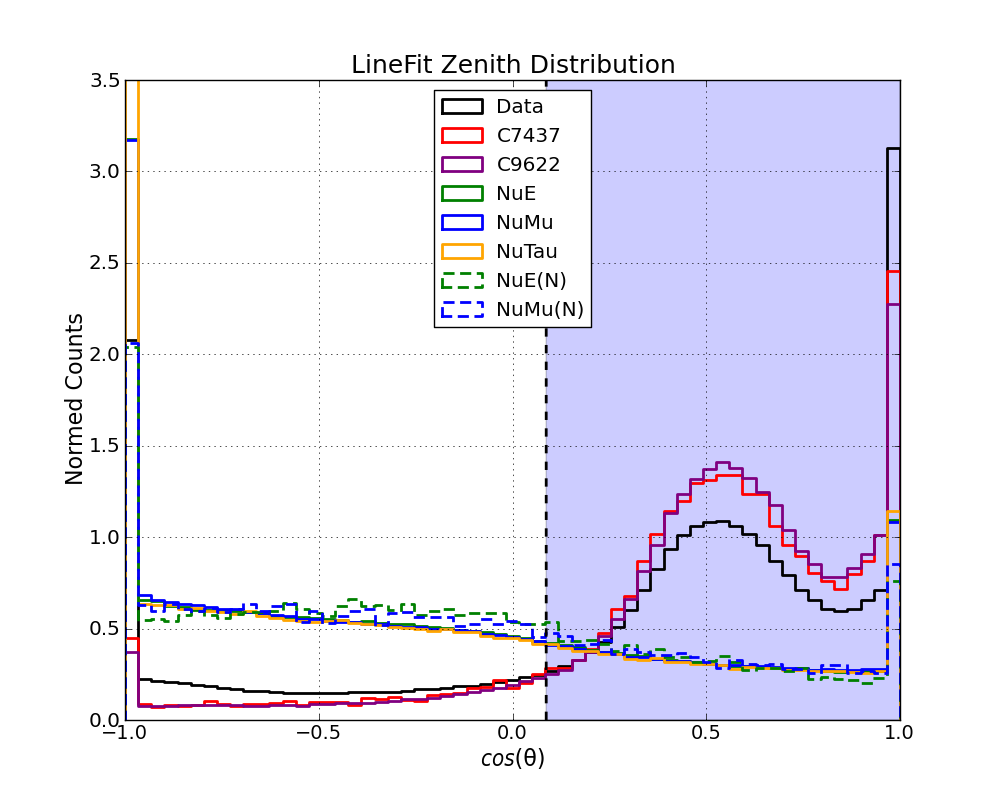 LineFit Zenith Distribution
Normed Counts
3.5
3.0
2.5
2.0
1.5
1.0
0.5
0.0
Data
C7437
C9622
NuE
NuMu
NuTau
NuE(N)
NuMu(N)
−1.0 −0.5 0.0 0.5 1.0
cos(θ)